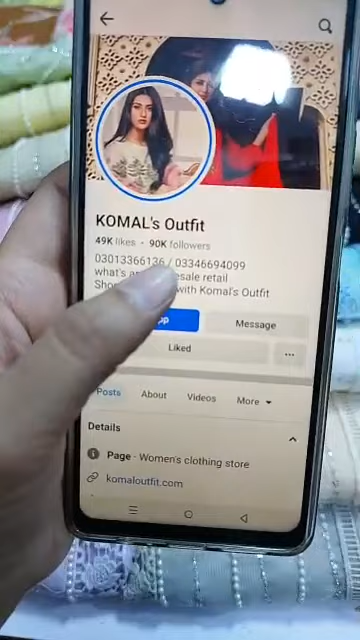 KOMAL's Outfit
49K likes • 90K followers
03013366136 / 03346694099
what's esale retail
Sho with Komal's Outfit
Message
Liked
Posts About Videos More
Details
Page · Women's clothing store
komaloutfit.com